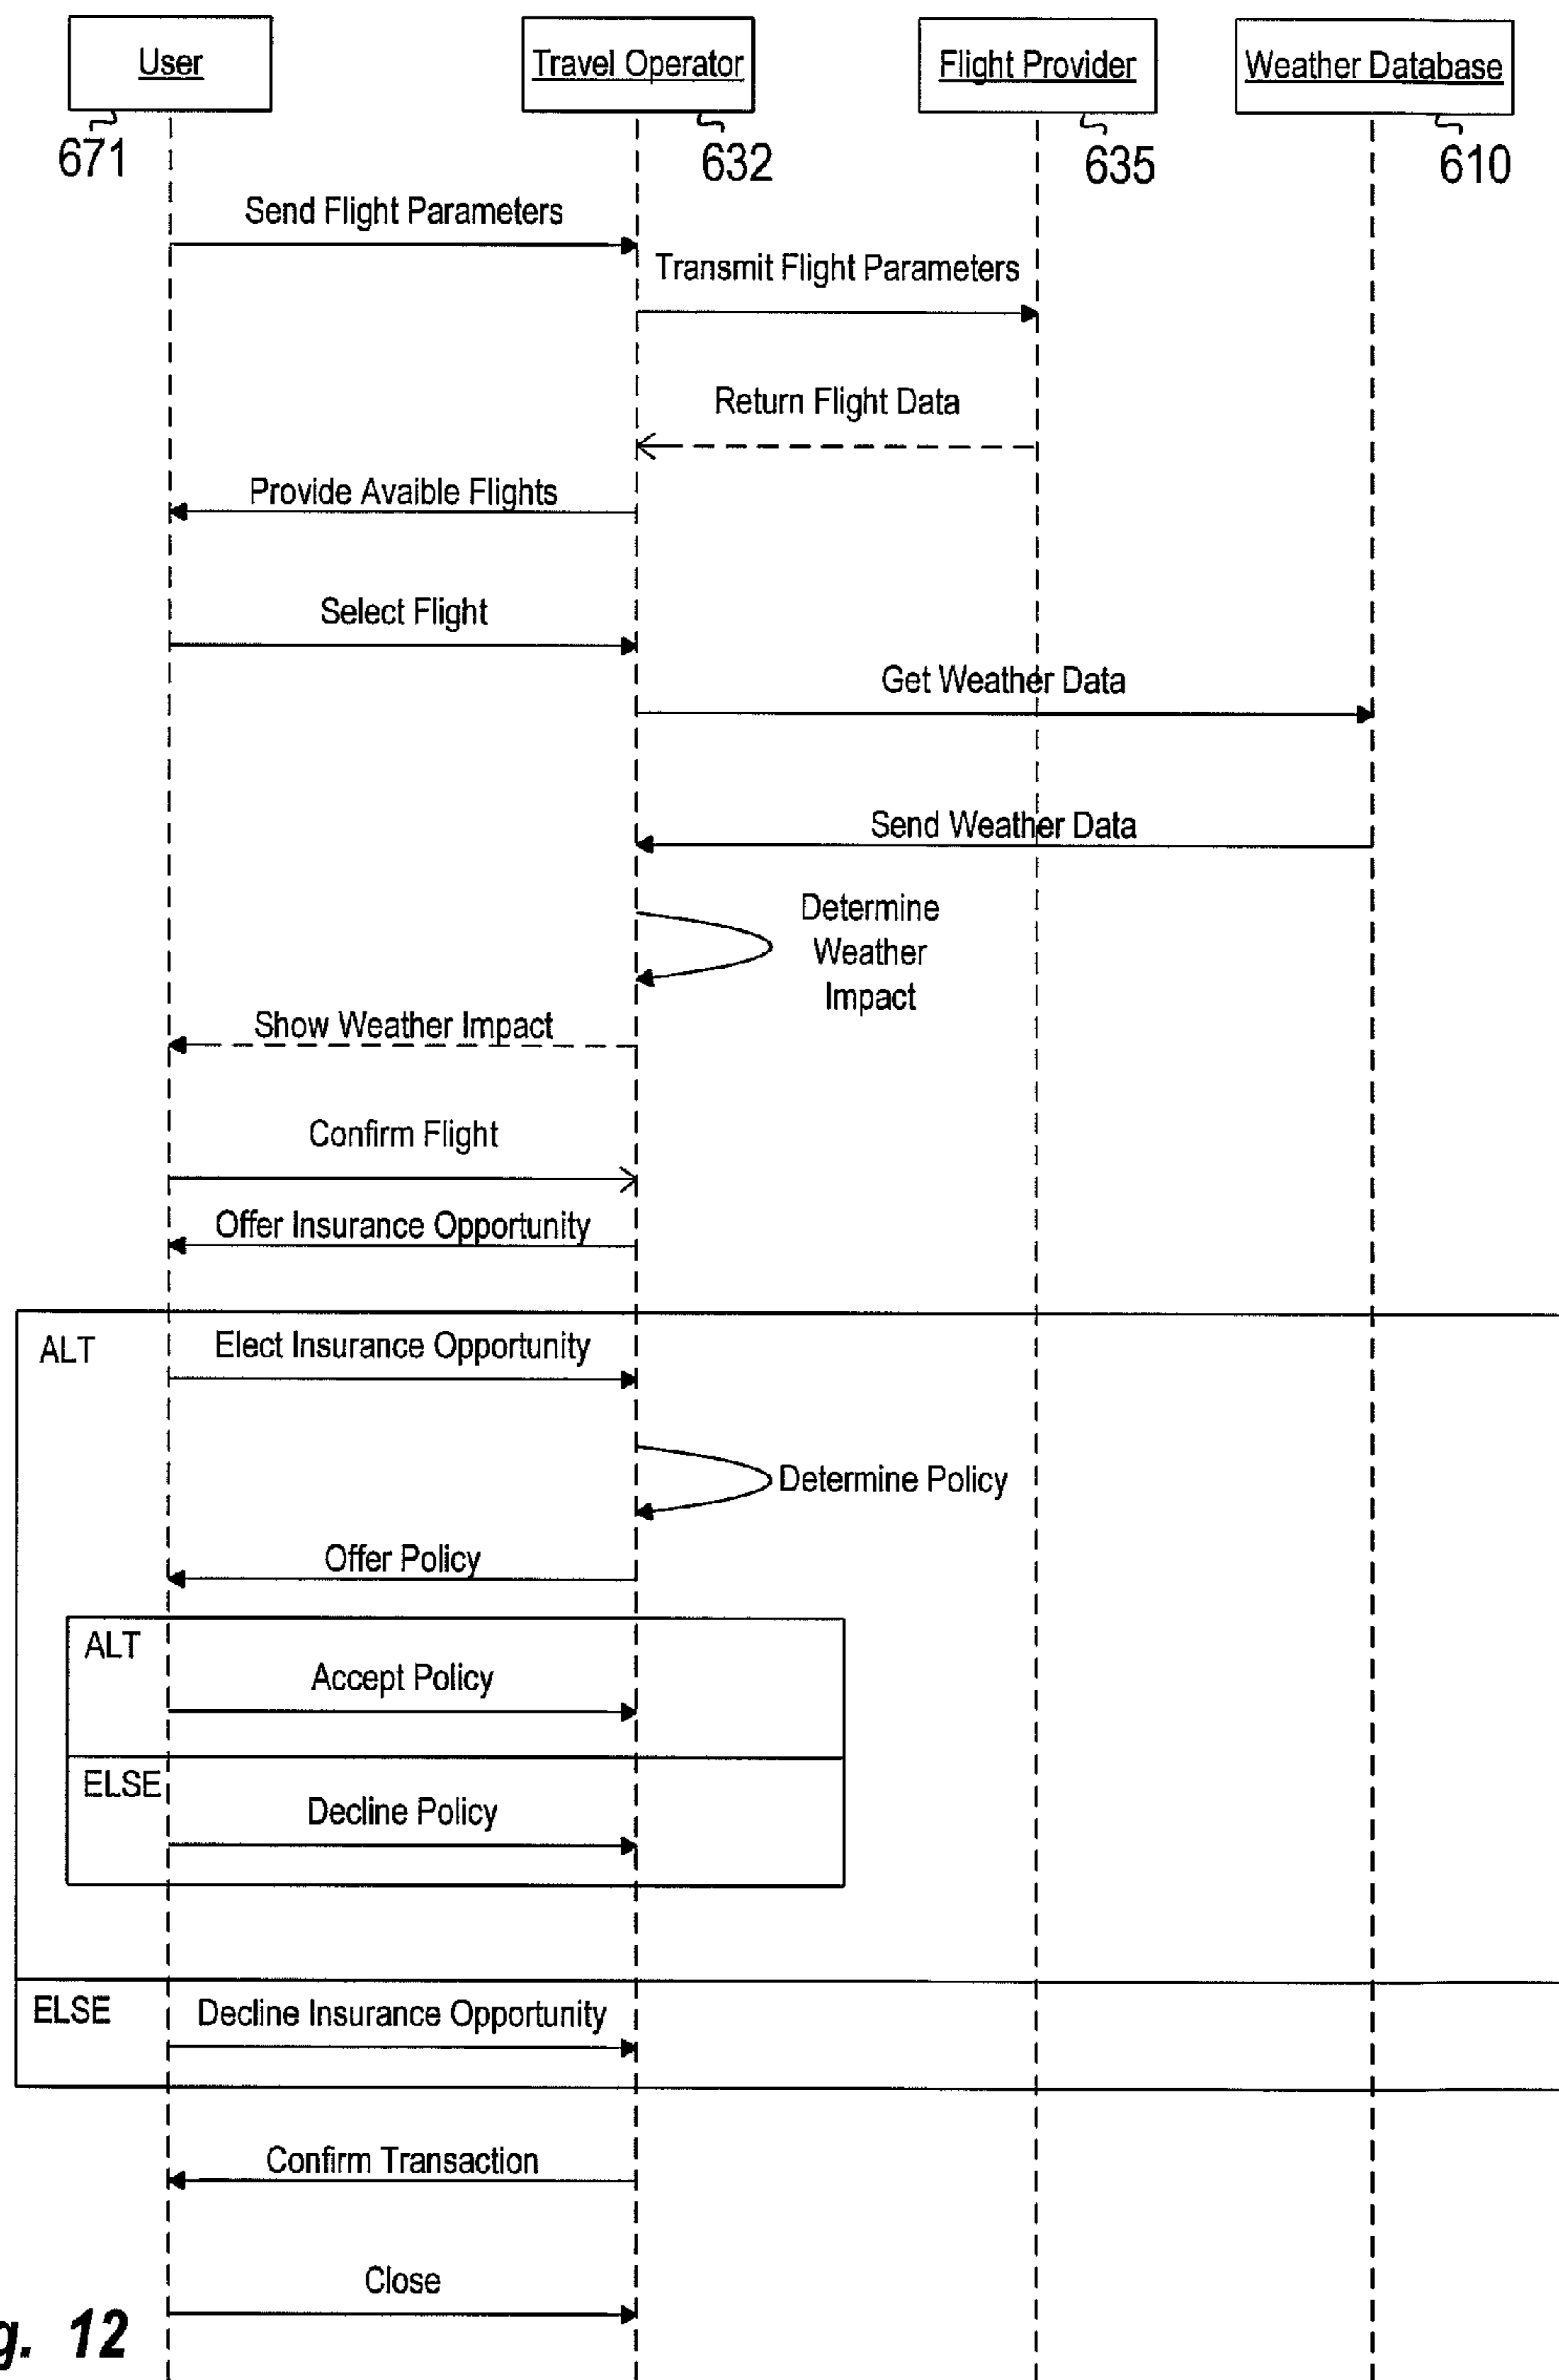 User
Travel Operator
Flight Provider
Weather Database
671
632
635
610
Send Flight Parameters
Transmit Flight Parameters
Return Flight Data
Provide Avaible Flights
Select Flight
Get Weather Data
Send Weather Data
Determine
Weather
Impact
Show Weather Impact
Confirm Flight
Offer Insurance Opportunity
ALT
Elect Insurance Opportunity
Determine Policy
Offer Policy
ALT
Accept Policy
ELSE
Decline Policy
ELSE
Decline Insurance Opportunity
Confirm Transaction
Close
g. 12